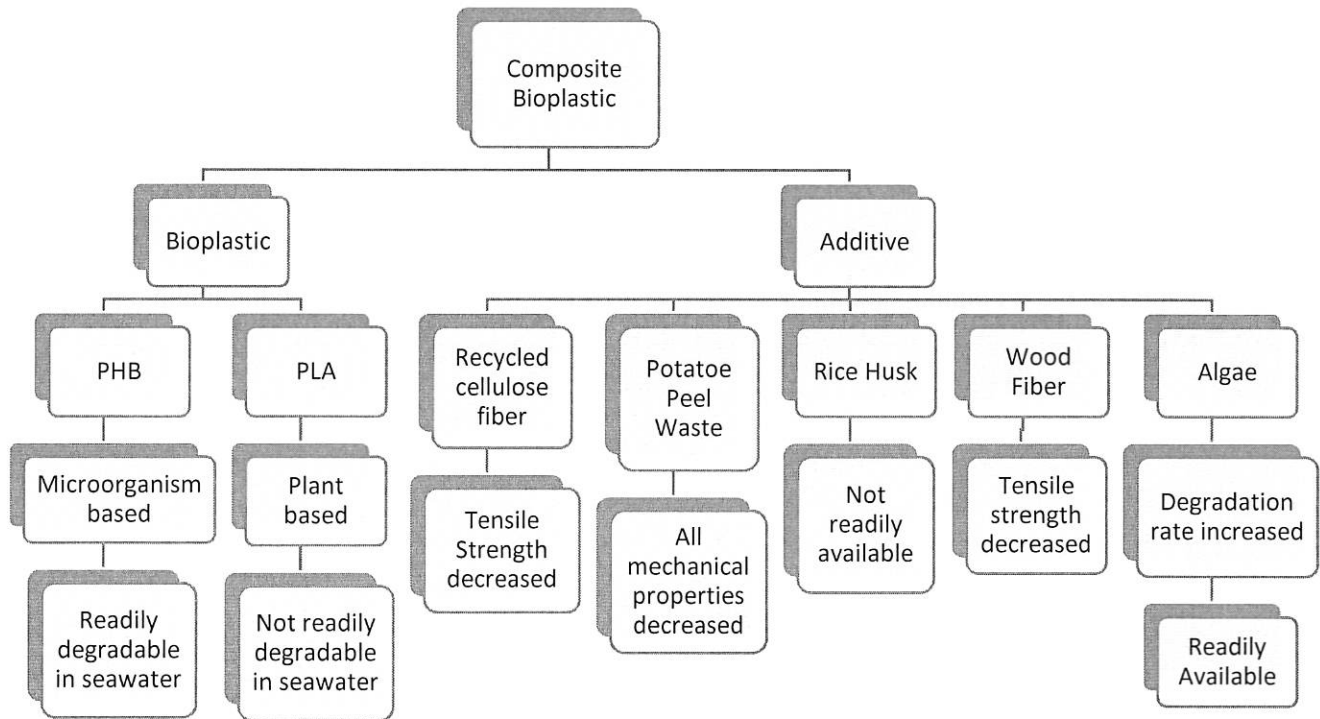 Composite
Bioplastic
Bioplastic
Additive
PHB
PLA
Recycled
cellulose
fiber
Potatoe
Peel
Waste
Rice Husk
Wood
Fiber
Algae
Microorganism
based
Plant
based
Tensile
Strength
decreased
All
mechanical
properties
decreased
Not
readily
available
Tensile
strength
decreased
Degradation
rate increased
Readily
degradable
in seawater
Not readily
degradable
in seawater
Readily
Available